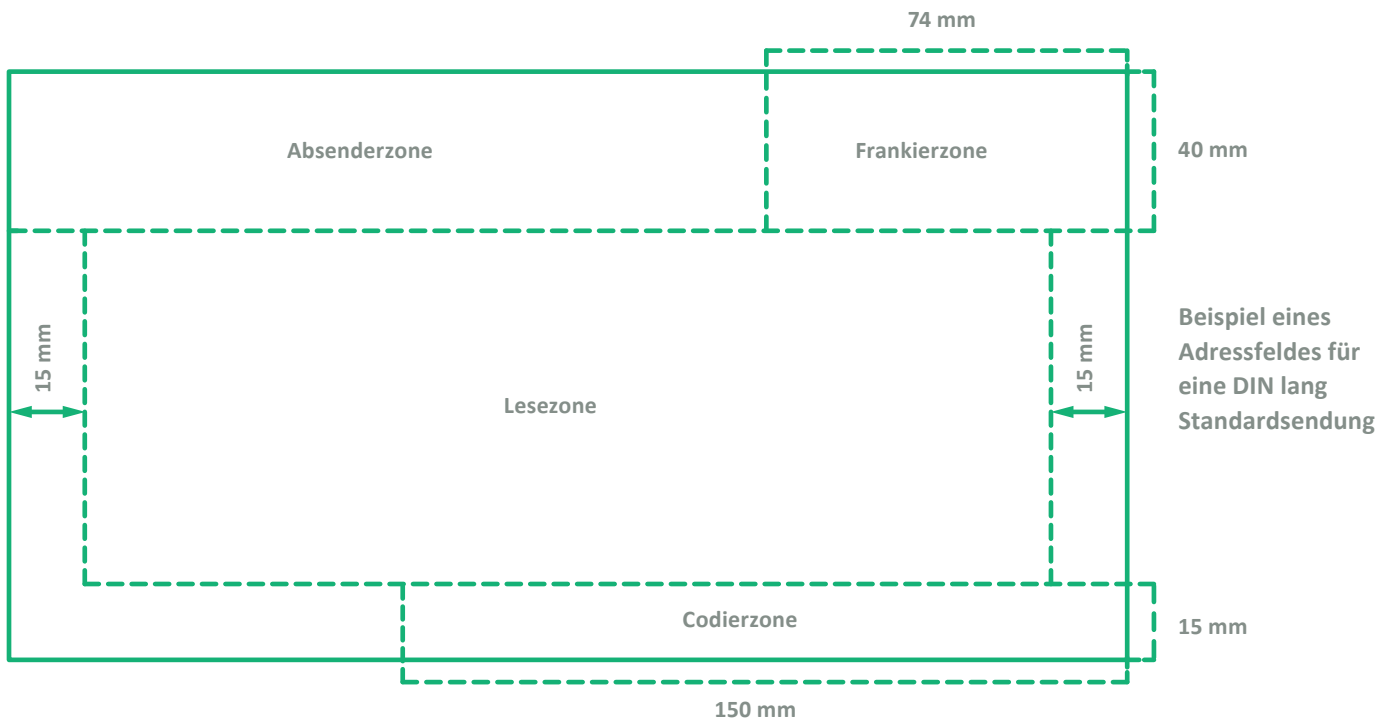 74 mm
Absenderzone
Frankierzone
40 mm
15 mm
Lesezone
15 mm
Beispiel eines
Adressfeldes für
eine DIN lang
Standardsendung
Codierzone
15 mm
150 mm